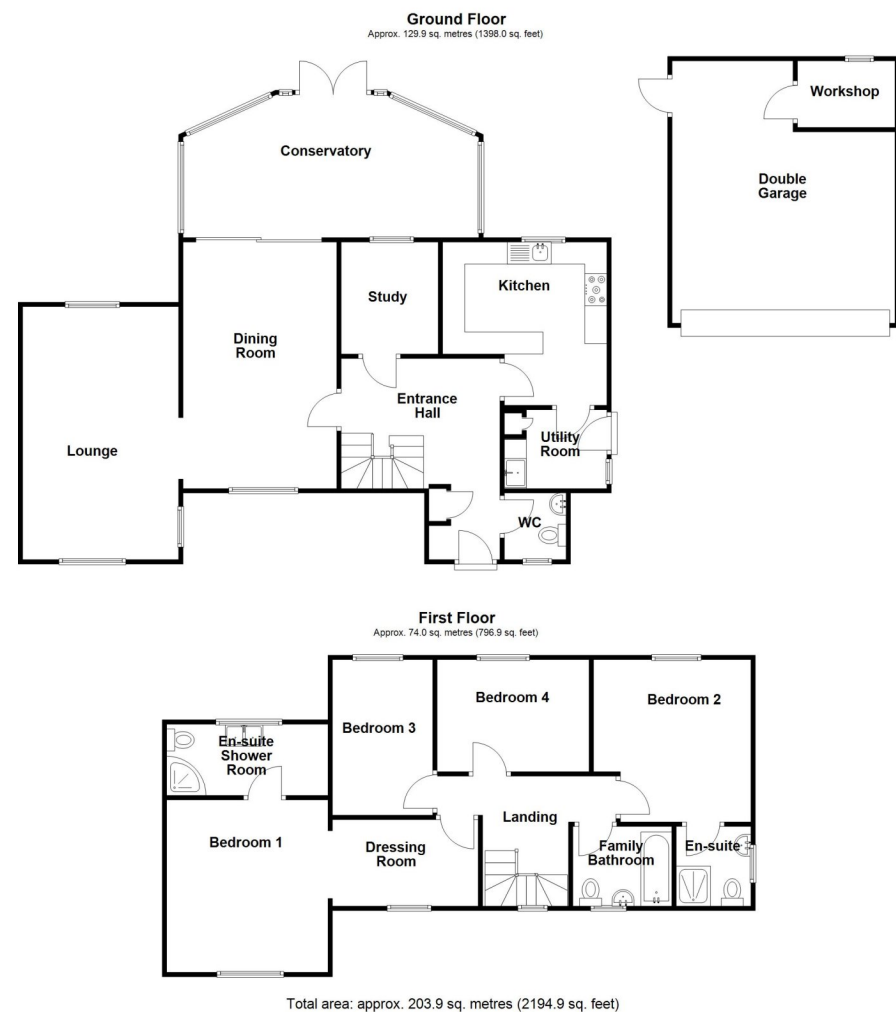 Ground Floor
Approx. 129.9 sq. metres (1398.0 sq. feet)
Workshop
Conservatory
Double
Garage
Kitchen
Study
Dining
Room
Entrance
Hall
Lounge
Utility
Room
WC
First Floor
Approx. 74.0 sq. metres (796.9 sq. feet)
Bedroom 4
Bedroom 2
Bedroom 3
En-suite
Shower
Room
Landing
Bedroom 1
Dressing
Room
Family
Bathroom
En-suite
Total area: approx. 203.9 sq. metres (2194.9 sq. feet)